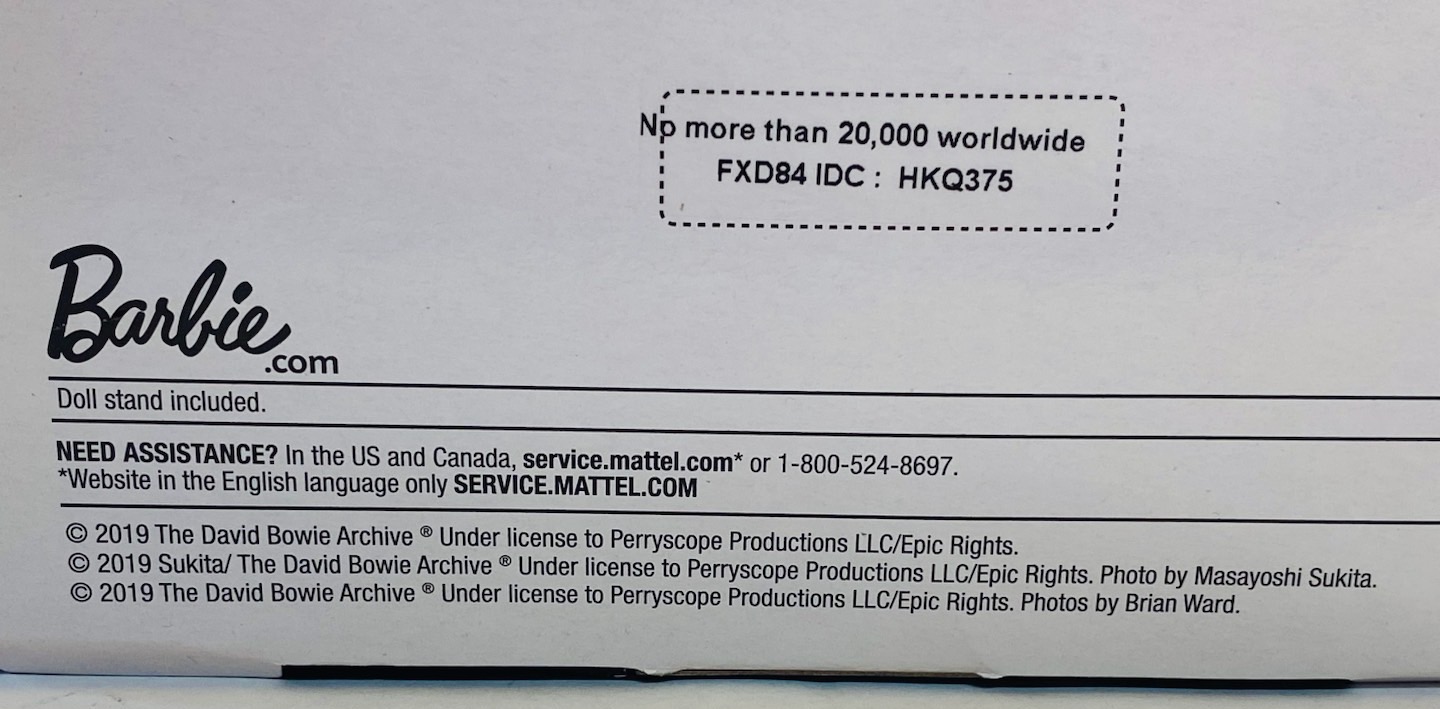 No more than 20,000 worldwide
FXD84 IDC : HKQ375
Barbie
.com
Doll stand included.
NEED ASSISTANCE? In the US and Canada, service.mattel.com* or 1-800-524-8697.
*Website in the English language only SERVICE.MATTEL.COM
© 2019 The David Bowie Archive ® Under license to Perryscope Productions LLC/Epic Rights.
© 2019 Sukita/ The David Bowie Archive ® Under license to Perryscope Productions LLC/Epic Rights. Photo by Masayoshi Sukita.
© 2019 The David Bowie Archive ® Under license to Perryscope Productions LLC/Epic Rights. Photos by Brian Ward.